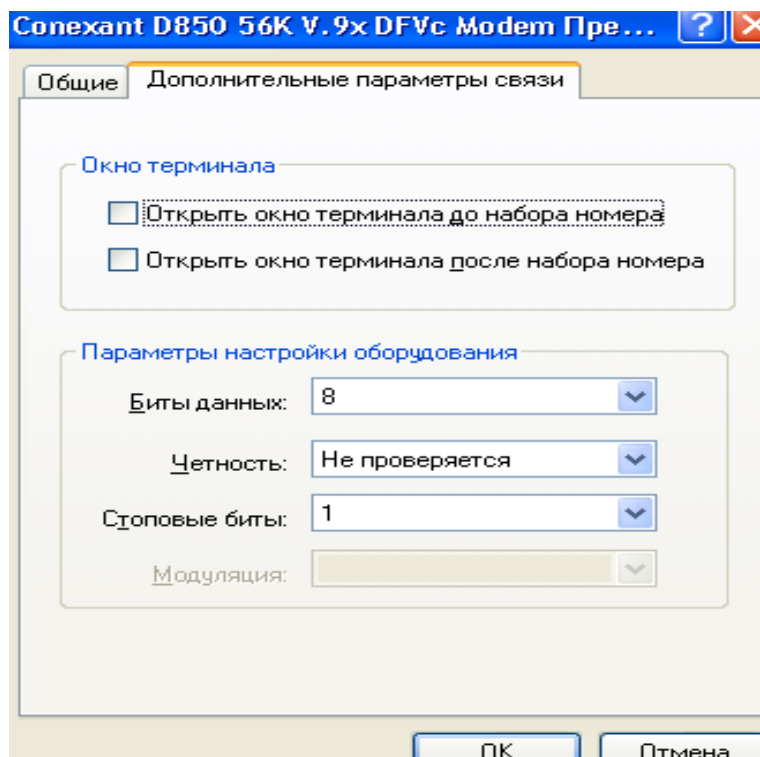 Conexant D850 56K V.9x DFVc Modem Пре...
Общие
Дополнительные параметры связи
Окно терминала
Открыть окно терминала до набора номера
Открыть окно терминала после набора номера
Параметры настройки оборудования
Биты данных: 8
Четность: Не проверяется
Стоповые биты: 1
Модуляция:
OK Отмена